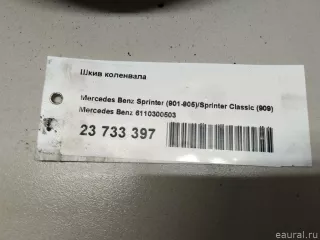 Шкив коленвала
Mercedes Benz Sprinter (901-905)/Sprinter Classic (909)
Mercedes Benz 6110300503
23 733 397
eaural.ru